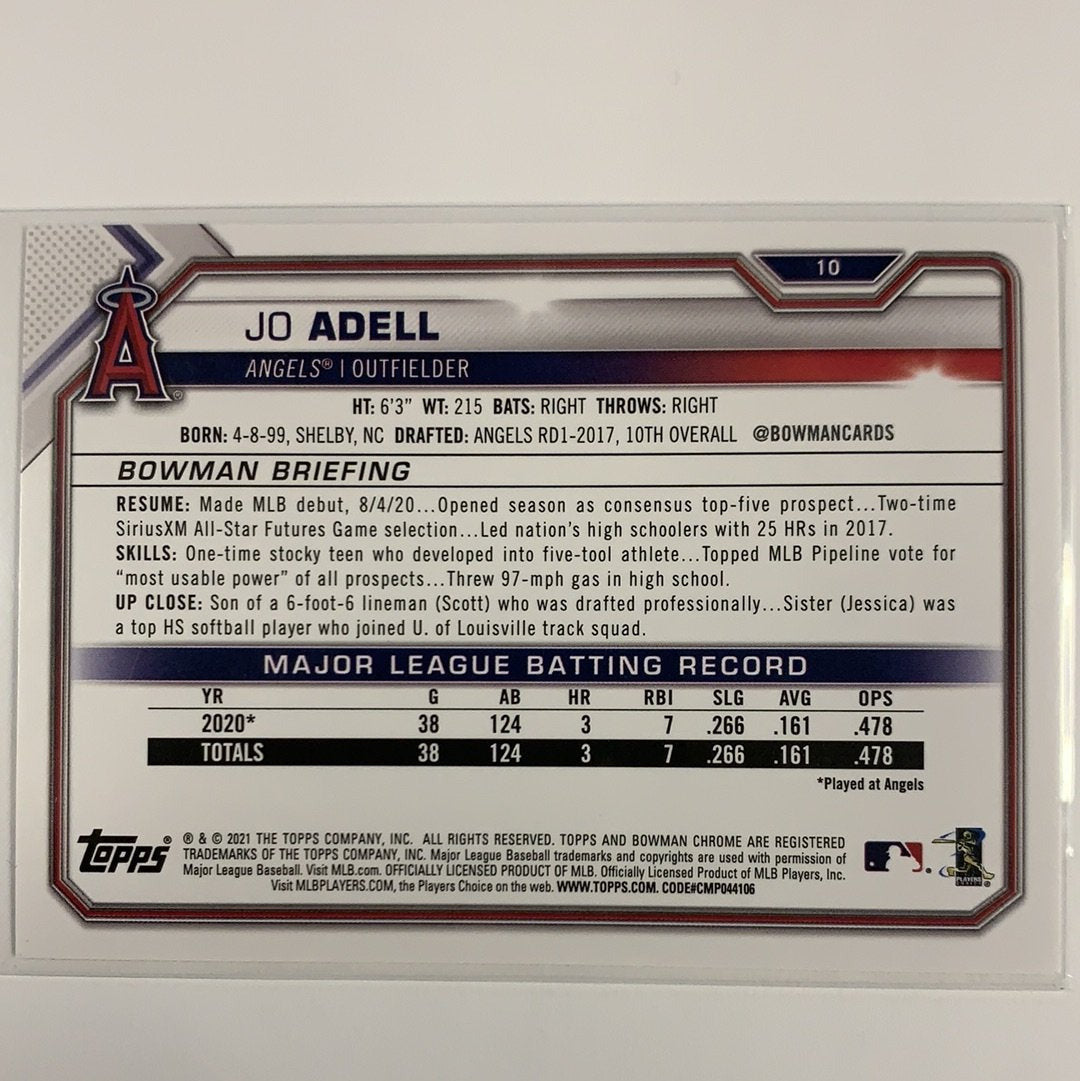 10
JO ADELL
ANGELS® | OUTFIELDER
HT: 6'3" WT: 215 BATS: RIGHT THROWS: RIGHT
BORN: 4-8-99, SHELBY, NC DRAFTED: ANGELS RD1-2017, 10TH OVERALL @BOWMANCARDS
BOWMAN BRIEFING
RESUME: Made MLB debut, 8/4/20...Opened season as consensus top-five prospect...Two-time
SiriusXM All-Star Futures Game selection...Led nation's high schoolers with 25 HRs in 2017.
SKILLS: One-time stocky teen who developed into five-tool athlete...Topped MLB Pipeline vote for
“most usable power” of all prospects...Threw 97-mph gas in high school.
UP CLOSE: Son of a 6-foot-6 lineman (Scott) who was drafted professionally...Sister (Jessica) was
a top HS softball player who joined U. of Louisville track squad.
MAJOR LEAGUE BATTING RECORD
YR G AB HR RBI SLG AVG OPS
2020* 38 124 3 7 .266 .161 .478
TOTALS 38 124 3 7 .266 .161 .478
*Played at Angels
Topps®
® & © 2021 THE TOPPS COMPANY, INC. ALL RIGHTS RESERVED. TOPPS AND BOWMAN CHROME ARE REGISTERED
TRADEMARKS OF THE TOPPS COMPANY, INC. Major League Baseball trademarks and copyrights are used with permission of
Major League Baseball. Visit MLB.com. OFFICIALLY LICENSED PRODUCT OF MLB. Officially Licensed Product of MLB Players, Inc.
Visit MLBPLAYERS.COM, the Players Choice on the web. WWW.TOPPS.COM. CODE#CMP044106
PLAYERS CHOICE